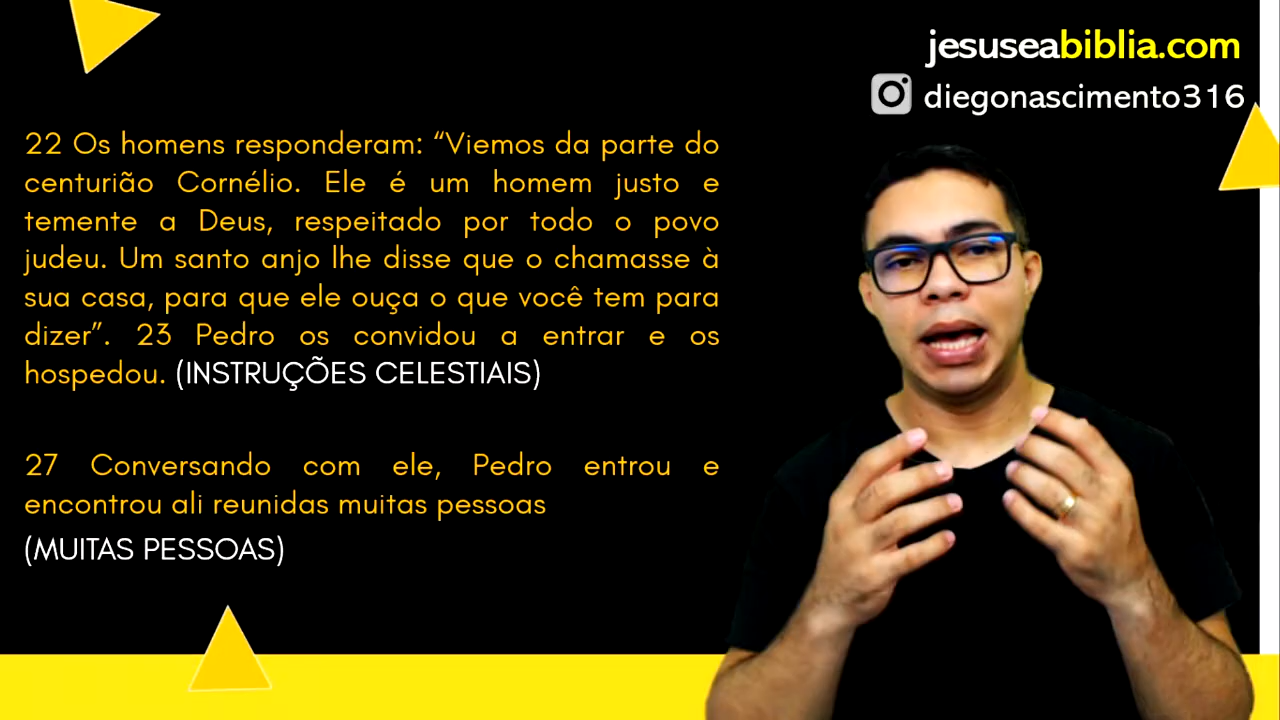 jesuseabiblia.com
diegonascimento316
22 Os homens responderam: “Viemos da parte do
centurião Cornélio. Ele é um homem justo e
temente a Deus, respeitado por todo o povo
judeu. Um santo anjo lhe disse que o chamasse à
sua casa, para que ele ouça o que você tem para
dizer”. 23 Pedro os convidou a entrar e os
hospedou. (INSTRUÇÕES CELESTIAIS)
27 Conversando com ele, Pedro entrou e
encontrou ali reunidas muitas pessoas
(MUITAS PESSOAS)